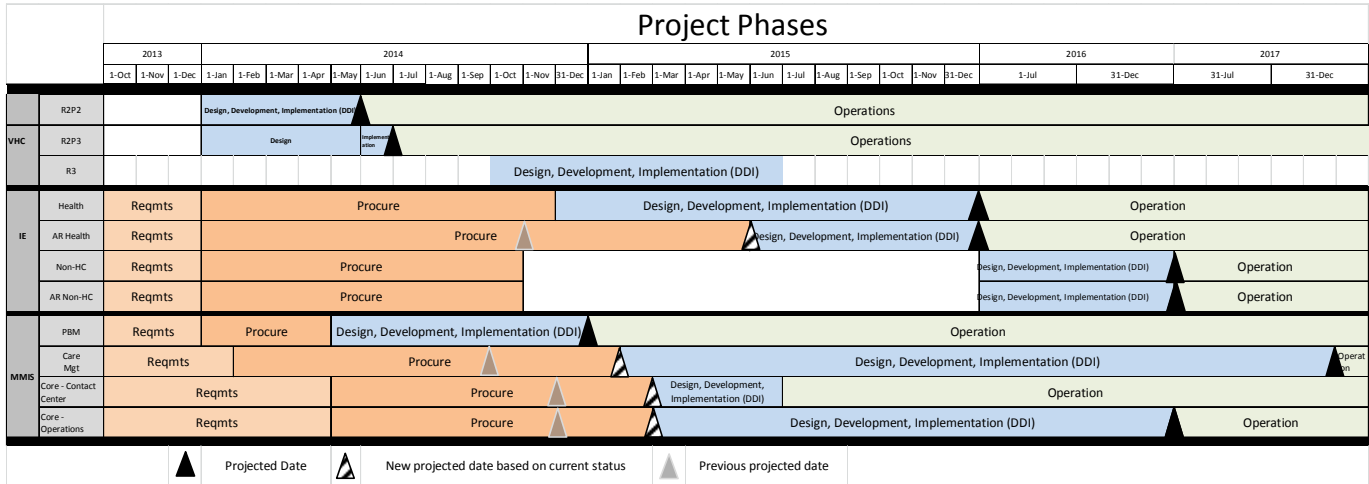 Project Phases
2013 2014 2015 2016 2017
1-Oct 1-Nov 1-Dec 1-Jan 1-Feb 1-Mar 1-Apr 1-May 1-Jun 1-Jul 1-Aug 1-Sep 1-Oct 1-Nov 31-Dec 1-Jan 1-Feb 1-Mar 1-Apr 1-May 1-Jun 1-Jul 1-Aug 1-Sep 1-Oct 1-Nov 31-Dec 1-Jul 31-Dec 31-Jul 31-Dec
VHC
R2P2 Design, Development, Implementation (DDI) Operations
R2P3 Design Implement
ation
Operations
R3 Design, Development, Implementation (DDI)
IE
Health Reqmts Procure Design, Development, Implementation (DDI) Operation
AR Health Reqmts Procure Design, Development, Implementation (DDI) Operation
Non-HC Reqmts Procure Design, Development, Implementation (DDI) Operation
AR Non-HC Reqmts Procure Design, Development, Implementation (DDI) Operation
MMIS
PBM Reqmts Procure Design, Development, Implementation (DDI) Operation
Care
Mgt
Reqmts Procure Design, Development, Implementation (DDI) Operat
ion
Core - Contact
Center
Reqmts Procure Design, Development,
Implementation (DDI)
Operation
Core -
Operations
Reqmts Procure Design, Development, Implementation (DDI) Operation
Projected Date New projected date based on current status Previous projected date